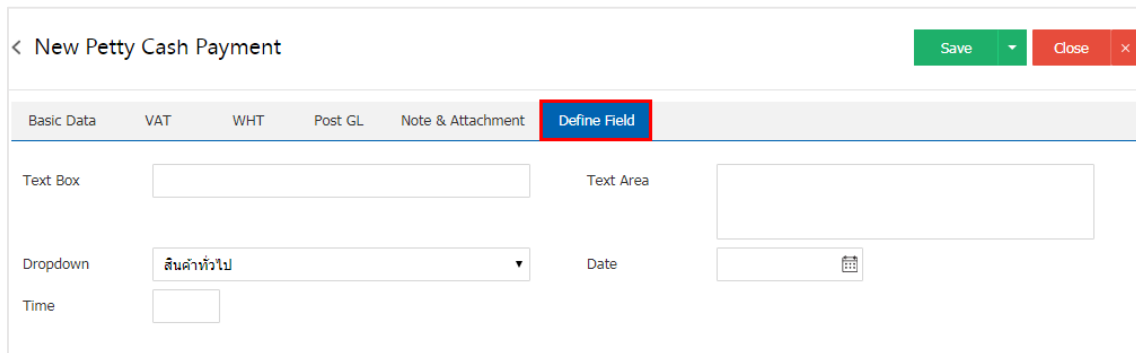 < New Petty Cash Payment
Save
Close ×
Basic Data VAT WHT Post GL Note & Attachment Define Field
Text Box Text Area
Dropdown สินค้าทั่วไป Date
Time